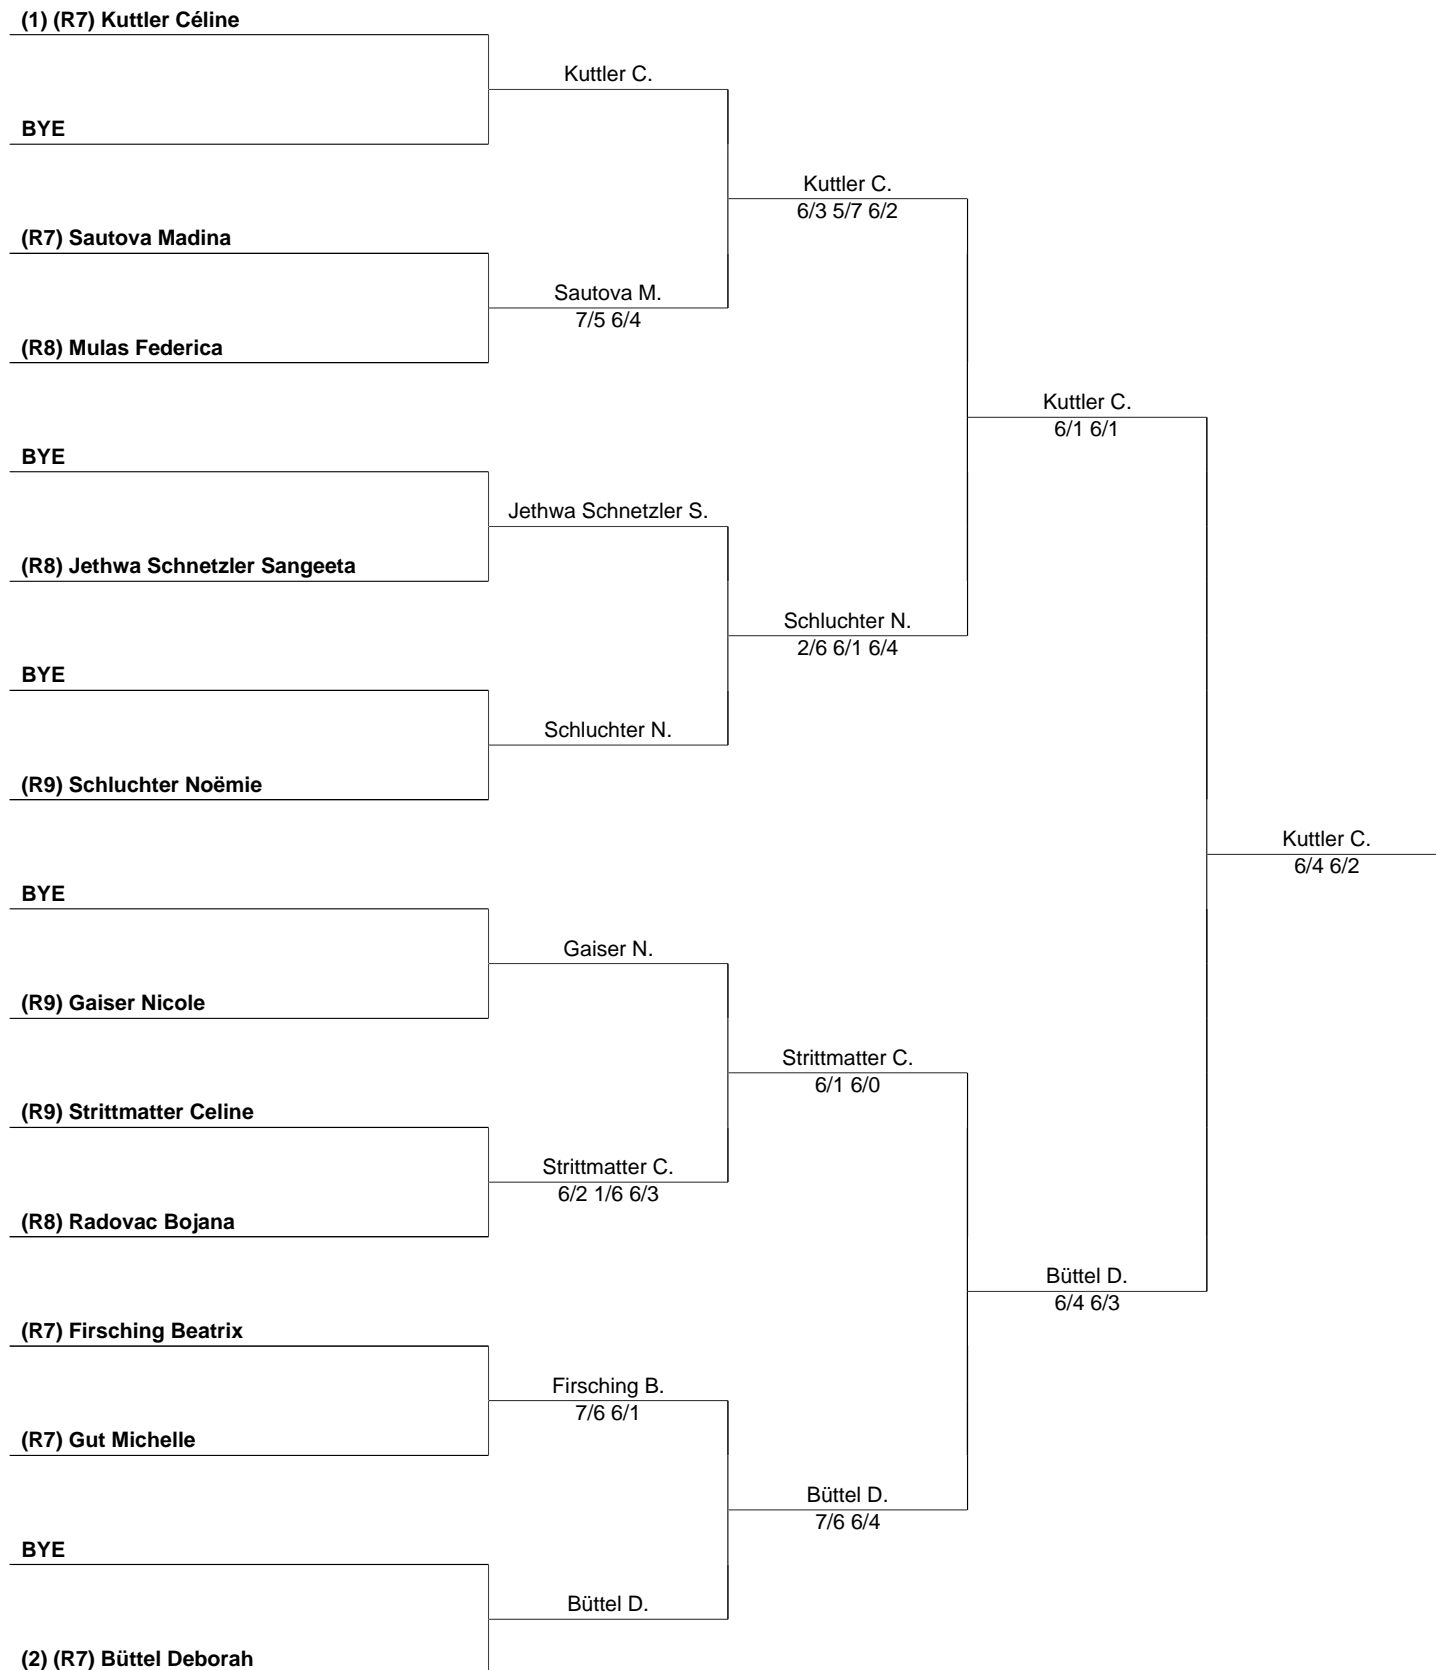 (1) (R7) Kuttler Céline
Kuttler C.
BYE
Kuttler C.
6/3 5/7 6/2
(R7) Sautova Madina
Sautova M.
7/5 6/4
(R8) Mulas Federica
Kuttler C.
6/1 6/1
BYE
Jethwa Schnetzler S.
(R8) Jethwa Schnetzler Sangeeta
Schluchter N.
2/6 6/1 6/4
BYE
Schluchter N.
(R9) Schluchter Noëmie
Kuttler C.
6/4 6/2
BYE
Gaiser N.
(R9) Gaiser Nicole
Strittmatter C.
6/1 6/0
(R9) Strittmatter Celine
Strittmatter C.
6/2 1/6 6/3
(R8) Radovac Bojana
Büttel D.
6/4 6/3
(R7) Firsching Beatrix
Firsching B.
7/6 6/1
(R7) Gut Michelle
Büttel D.
7/6 6/4
BYE
Büttel D.
(2) (R7) Büttel Deborah